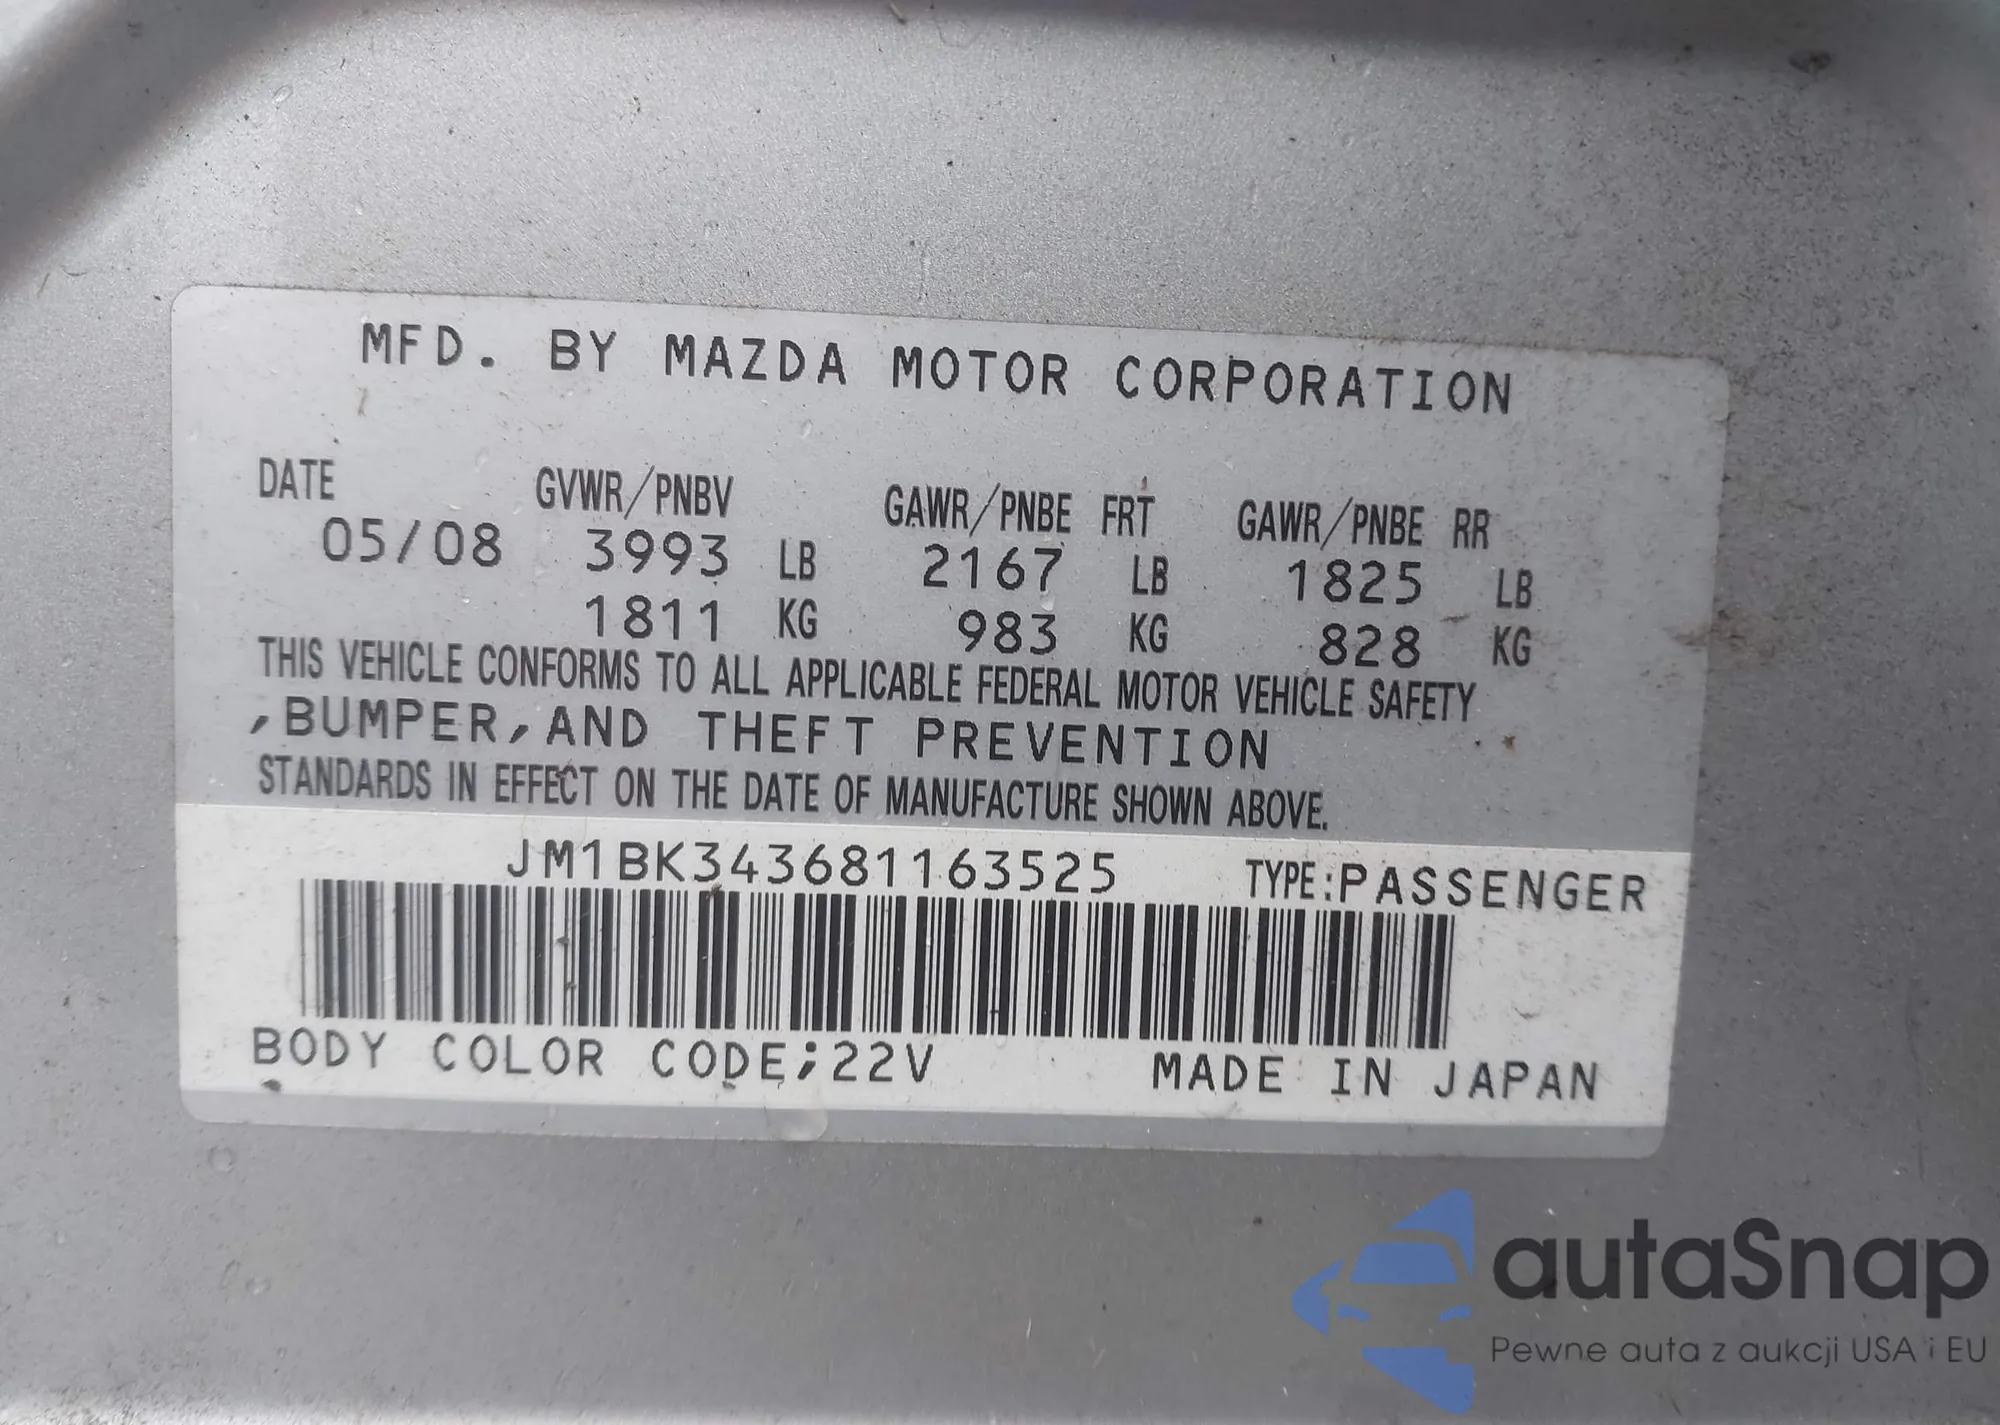 MFD. BY MAZDA MOTOR CORPORATION
DATE GVWR/PNBV GAWR/PNBE FRT GAWR/PNBE RR
05/08 3993 LB 2167 LB 1825 LB
1811 KG 983 KG 828 KG
THIS VEHICLE CONFORMS TO ALL APPLICABLE FEDERAL MOTOR VEHICLE SAFETY
,BUMPER,AND THEFT PREVENTION
STANDARDS IN EFFECT ON THE DATE OF MANUFACTURE SHOWN ABOVE.
JM1BK343681163525 TYPE:PASSENGER
BODY COLOR CODE;22V MADE IN JAPAN
autaSnap
Pewne auta z aukcji USA i EU